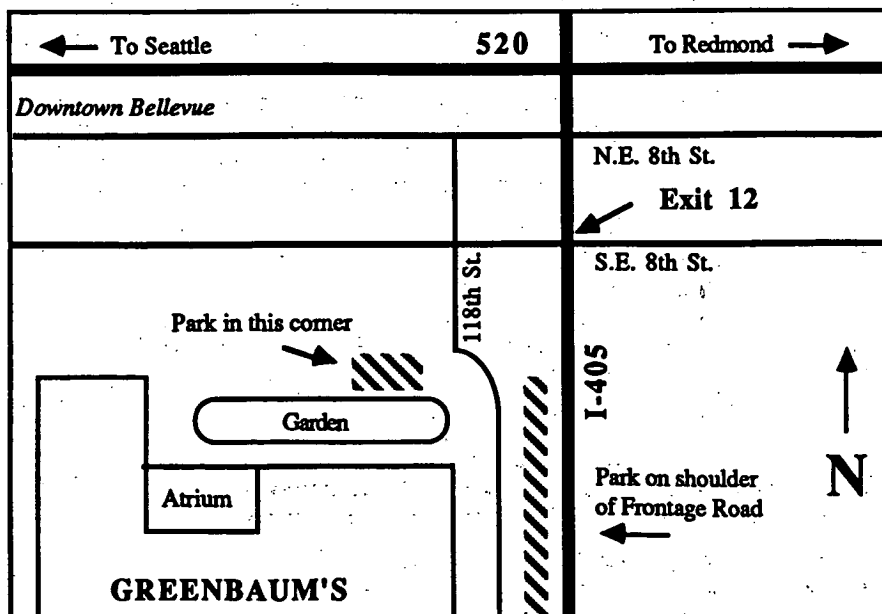 To Seattle
520
To Redmond
Downtown Bellevue
N.E. 8th St.
Exit 12
S.E. 8th St.
118th St.
Park in this corner
I-405
Garden
N
Park on shoulder
of Frontage Road
Atrium
GREENBAUM'S